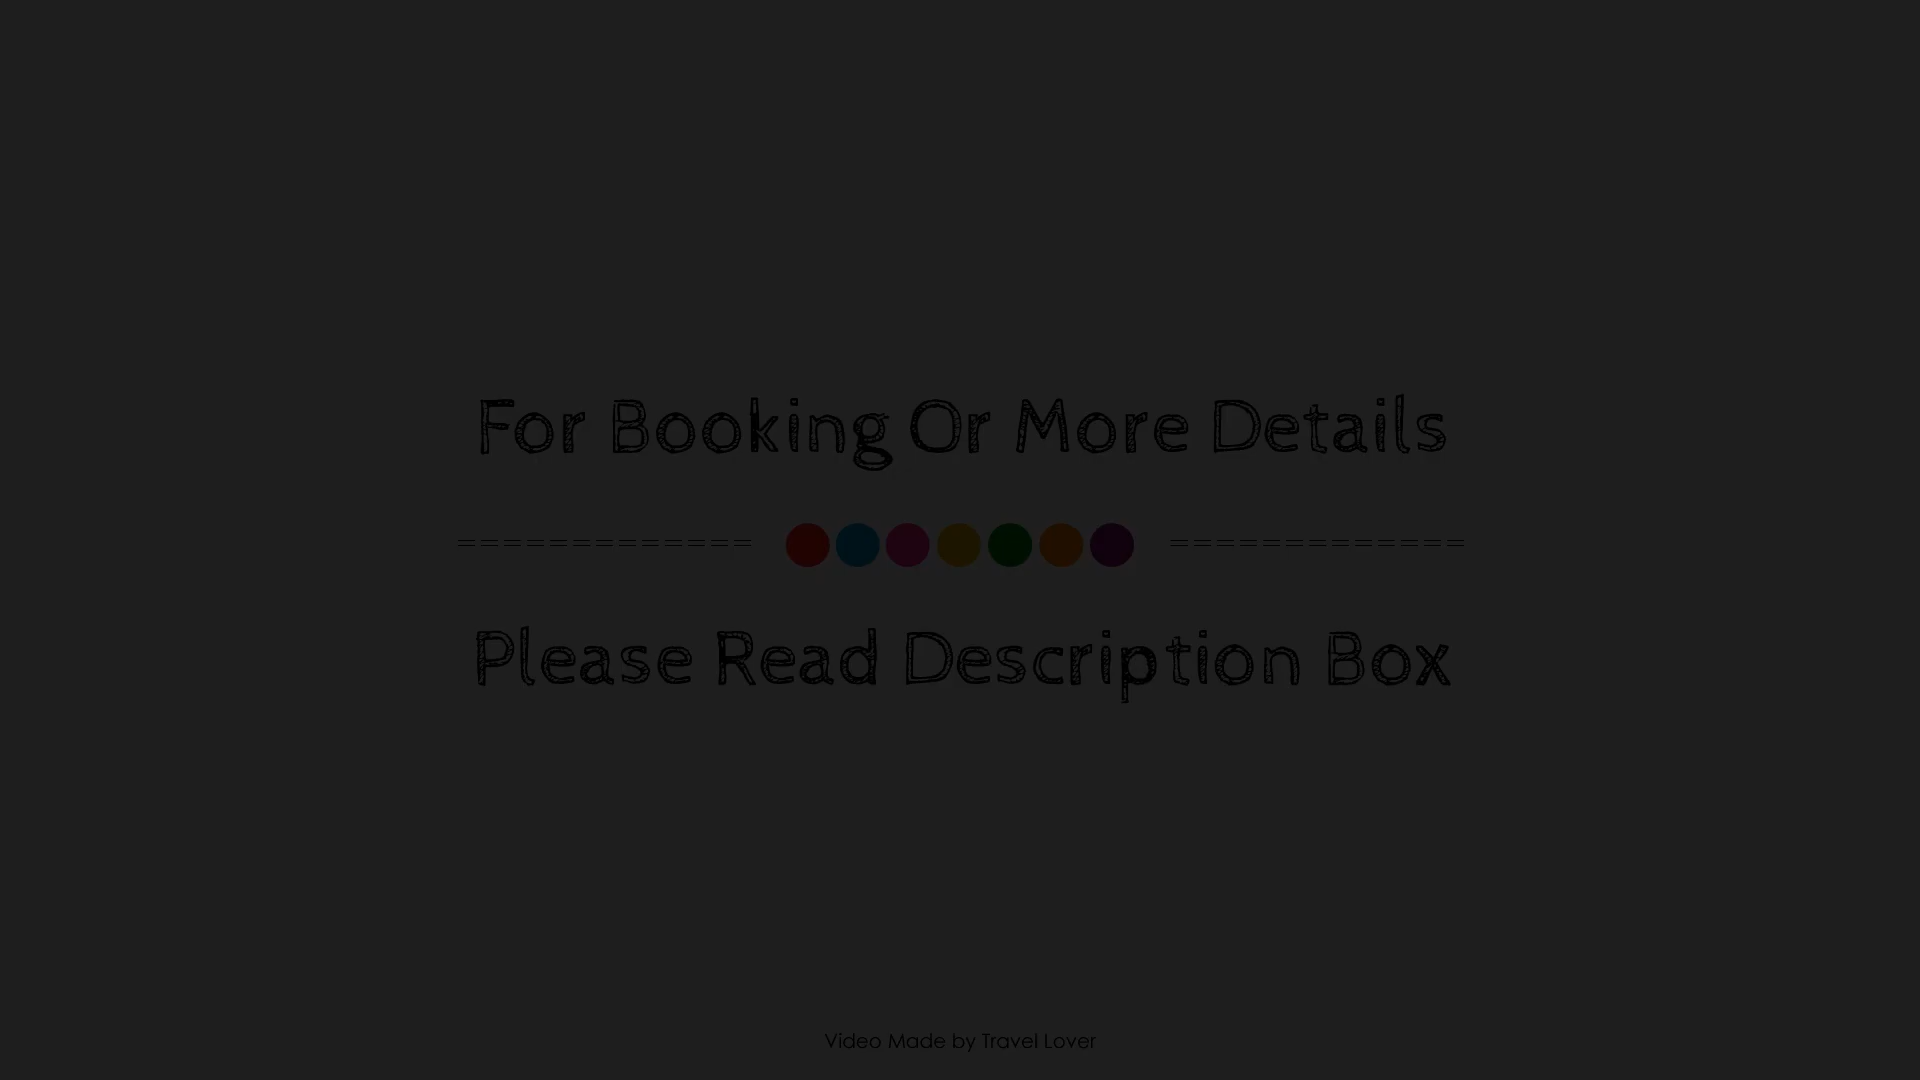 For Booking Or More Details
============= =============
Please Read Description Box
Video Made by Travel Lover